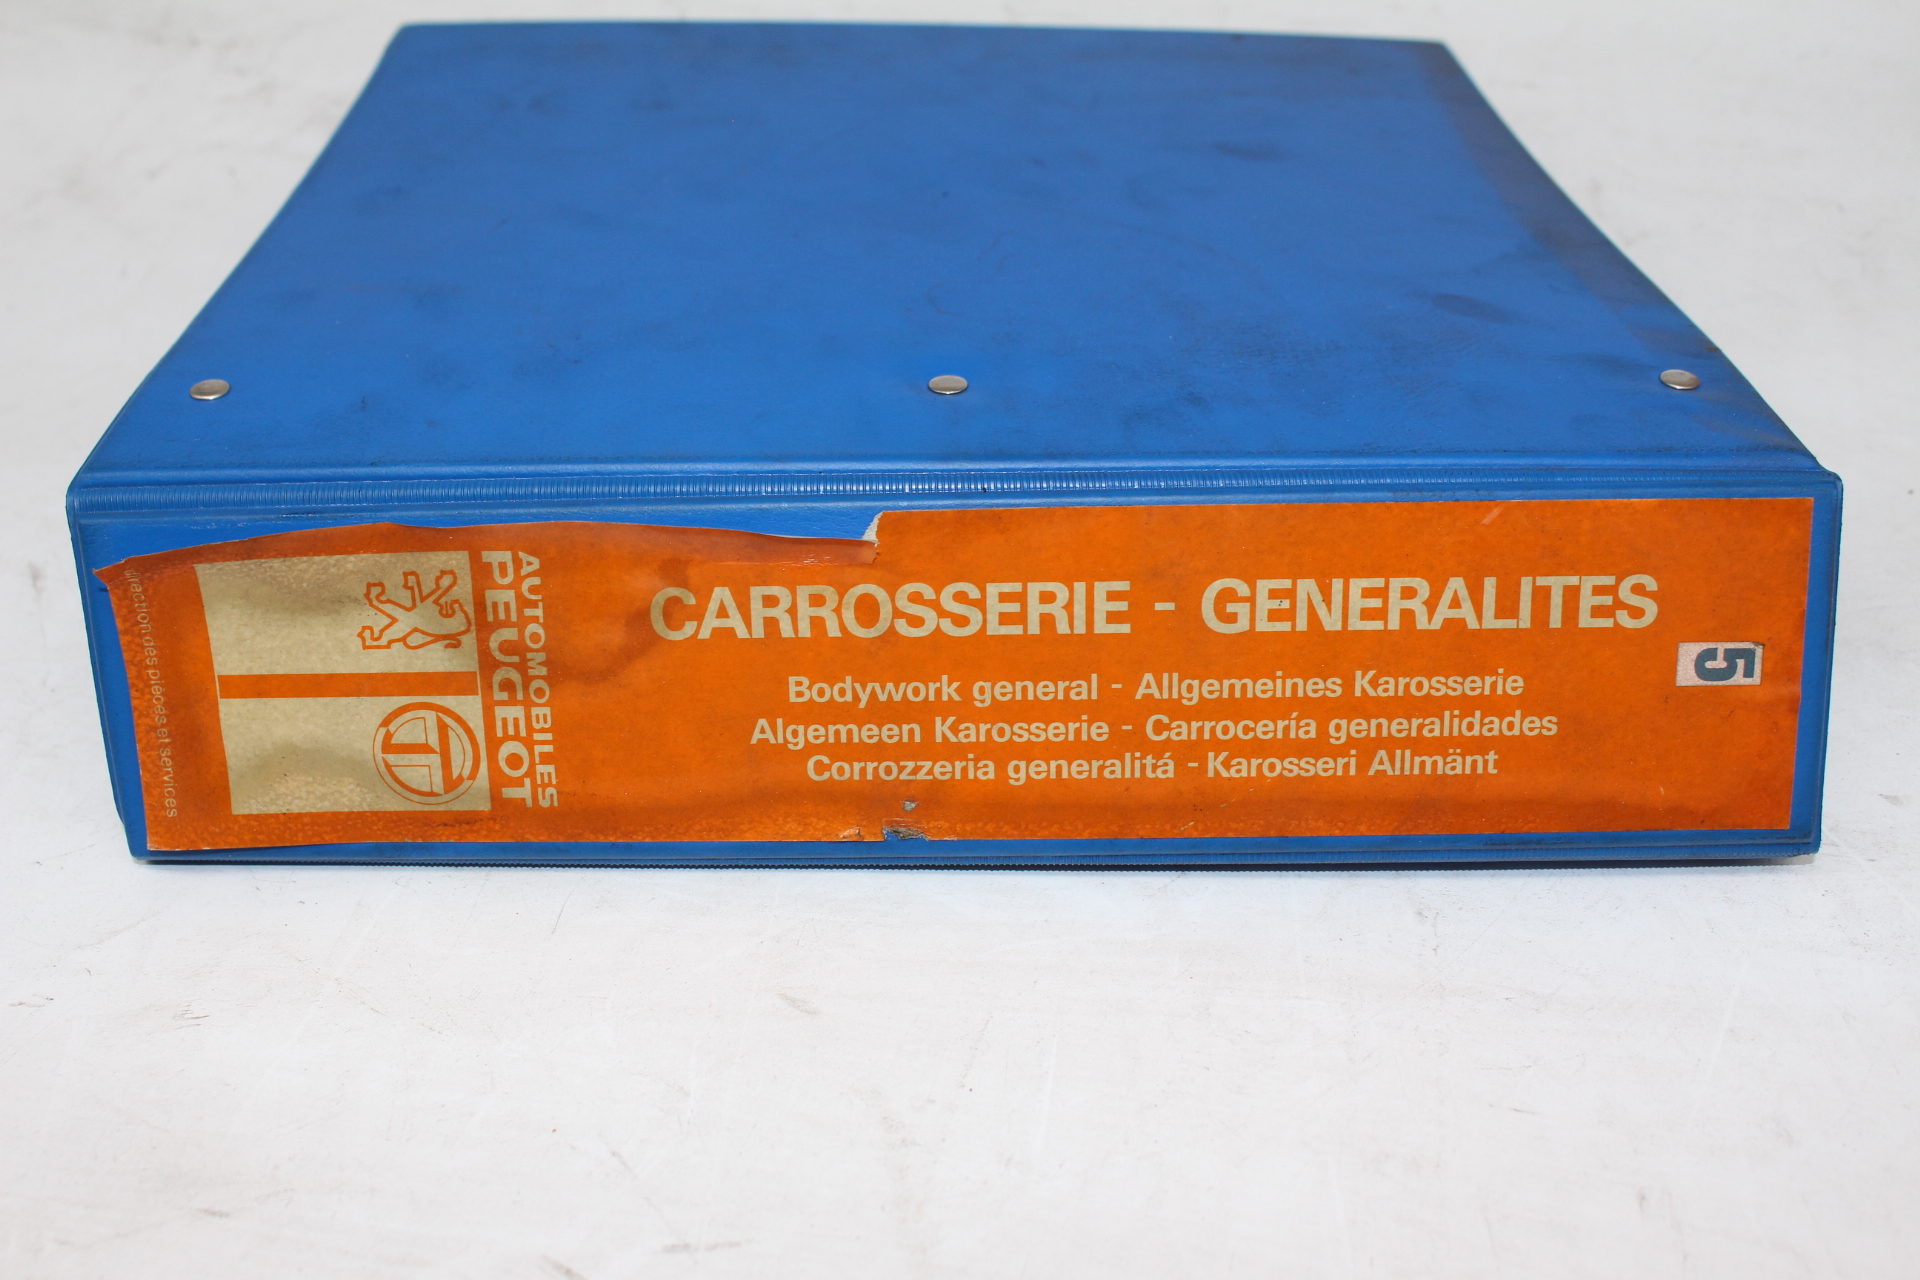 CARROSSERIE - GENERALITES
Bodywork general - Allgemeines Karosserie
Algemeen Karosserie - Carrocería generalidades
Corrozzeria generalitá - Karosseri Allmänt
5
AUTOMOBILES
PEUGEOT
direction des pièces et services